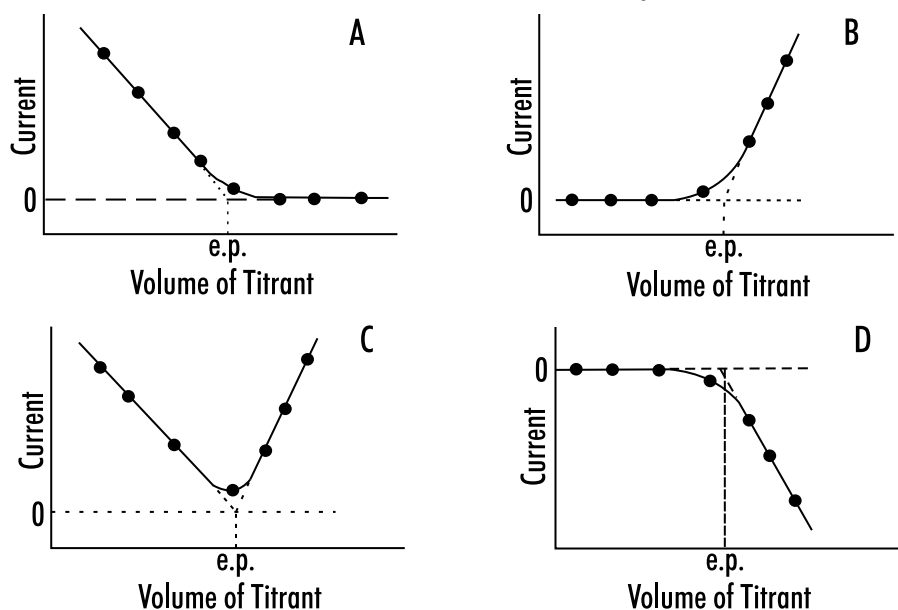 A
Current
0
e.p.
Volume of Titrant
B
Current
0
e.p.
Volume of Titrant
C
Current
0
e.p.
Volume of Titrant
D
0
Current
e.p.
Volume of Titrant